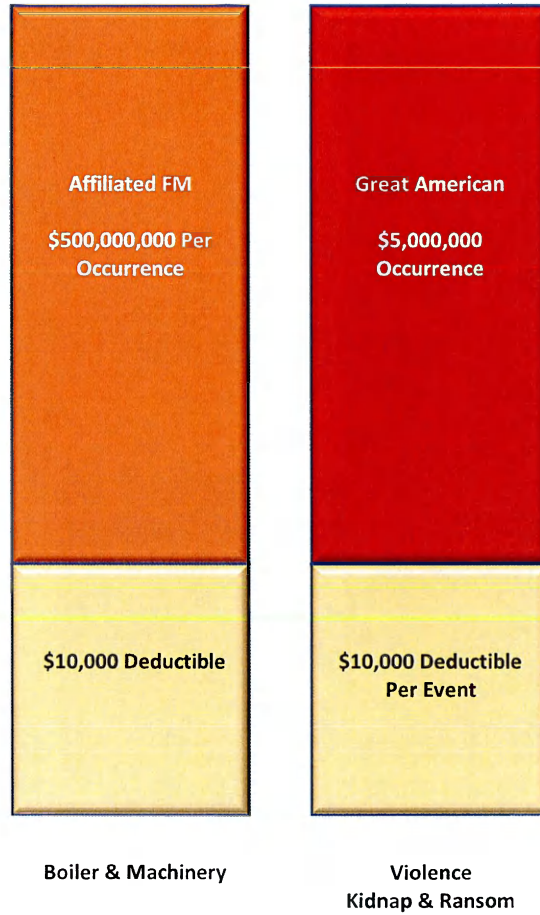 Affiliated FM
$500,000,000 Per
Occurrence
$10,000 Deductible
Boiler & Machinery
Great American
$5,000,000
Occurrence
$10,000 Deductible
Per Event
Violence
Kidnap & Ransom